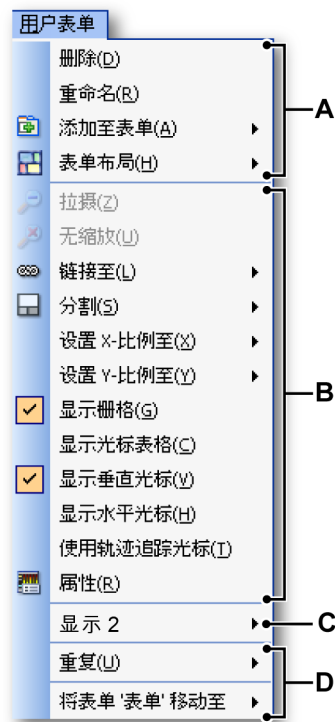 用户表单
删除(D)
重命名(R)
添加至表单(A)
表单布局(H)
A
拉摄(Z)
无缩放(U)
链接至(L)
分割(S)
设置 X-比例至(X)
设置 Y-比例至(Y)
显示栅格(G)
B
显示光标表格(C)
显示垂直光标(V)
显示水平光标(H)
使用轨迹追踪光标(T)
属性(R)
显示 2
C
重复(U)
D
将表单 '表单' 移动至